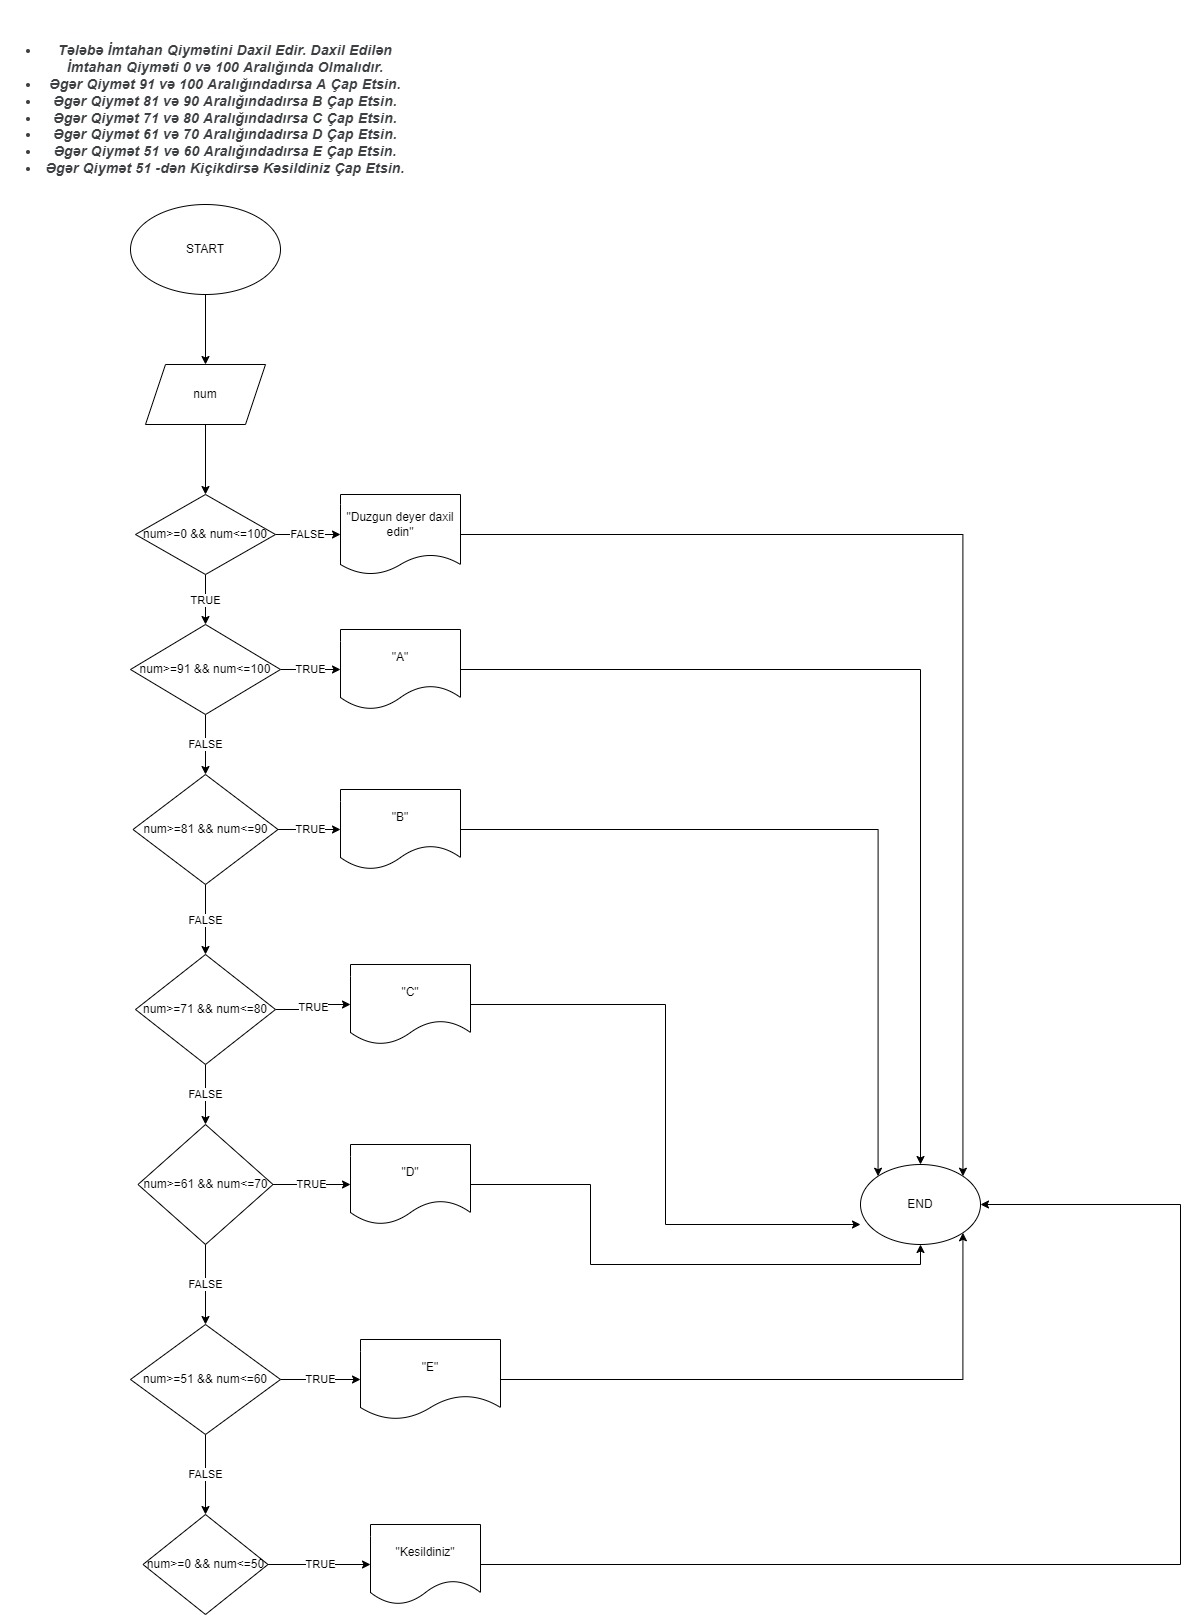 • Tələbə İmtahan Qiymətini Daxil Edir. Daxil Edilən
İmtahan Qiyməti 0 və 100 Aralığında Olmalıdır.
• Əgər Qiymət 91 və 100 Aralığındadırsa A Çap Etsin.
• Əgər Qiymət 81 və 90 Aralığındadırsa B Çap Etsin.
• Əgər Qiymət 71 və 80 Aralığındadırsa C Çap Etsin.
• Əgər Qiymət 61 və 70 Aralığındadırsa D Çap Etsin.
• Əgər Qiymət 51 və 60 Aralığındadırsa E Çap Etsin.
• Əgər Qiymət 51 -dən Kiçikdirsə Kəsildiniz Çap Etsin.
START
num
num>=0 && num<=100
FALSE
"Duzgun deyer daxil
edin"
TRUE
num>=91 && num<=100
TRUE
"A"
FALSE
num>=81 && num<=90
TRUE
"B"
FALSE
num>=71 && num<=80
TRUE
"C"
FALSE
num>=61 && num<=70
TRUE
"D"
END
FALSE
num>=51 && num<=60
TRUE
"E"
FALSE
num>=0 && num<=50
TRUE
"Kesildiniz"